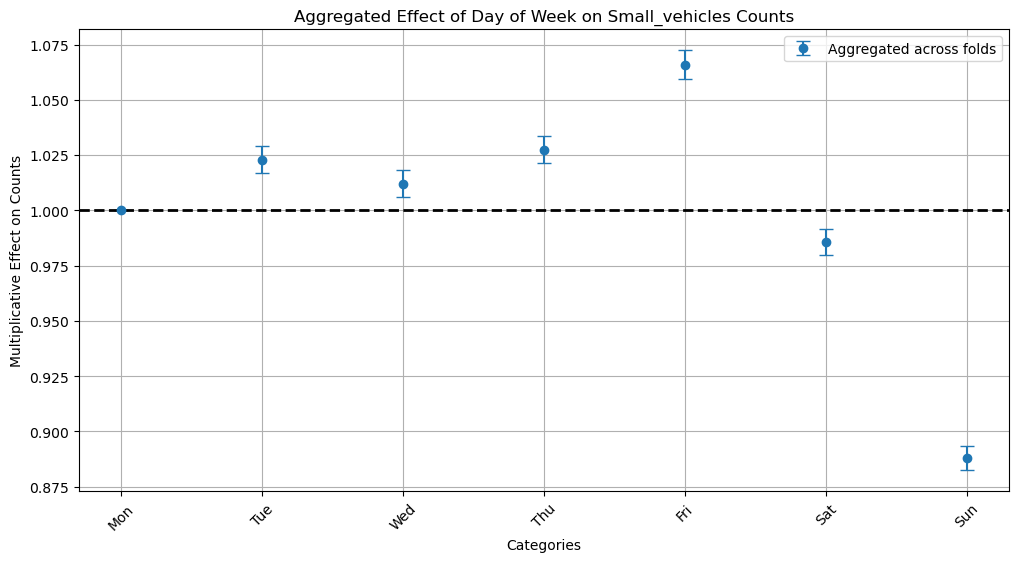 Aggregated Effect of Day of Week on Small_vehicles Counts
Aggregated across folds
Multiplicative Effect on Counts
1.075
1.050
1.025
1.000
0.975
0.950
0.925
0.900
0.875
Mon
Tue
Wed
Thu
Fri
Sat
Sun
Categories